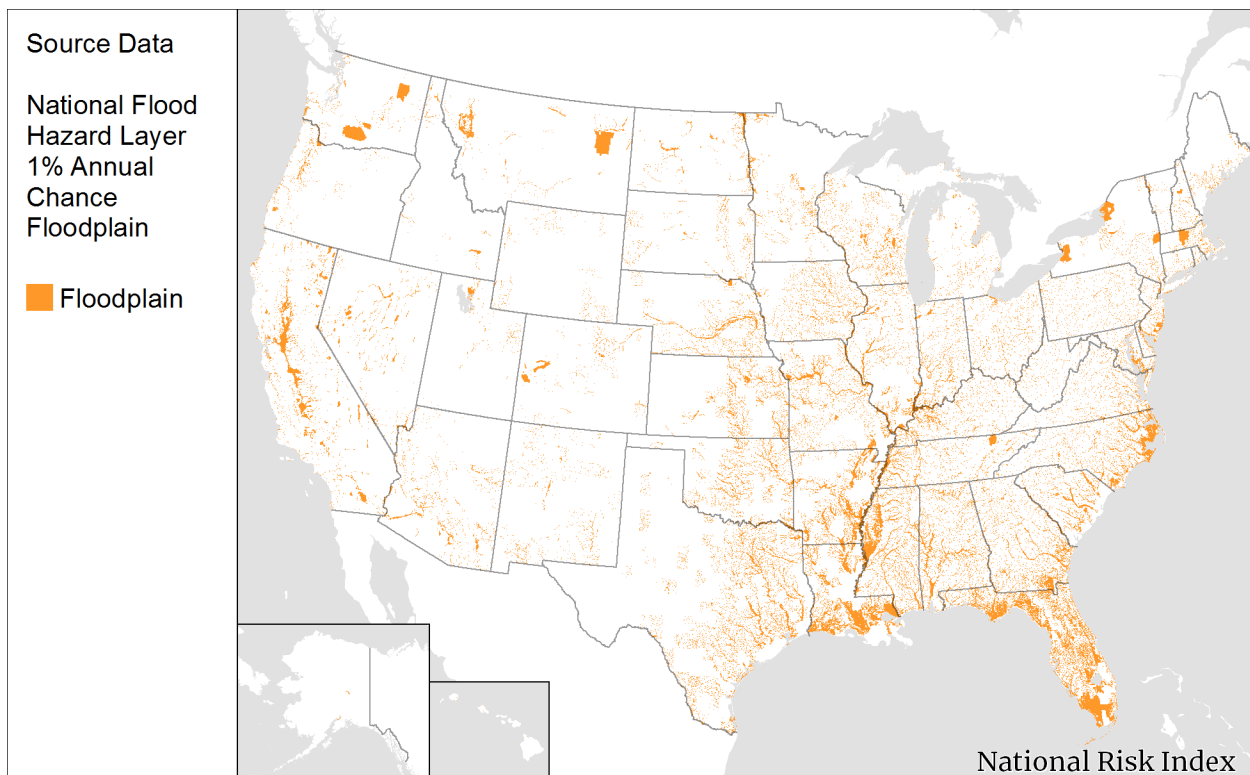 Source Data
National Flood
Hazard Layer
1% Annual
Chance
Floodplain
Floodplain
National Risk Index